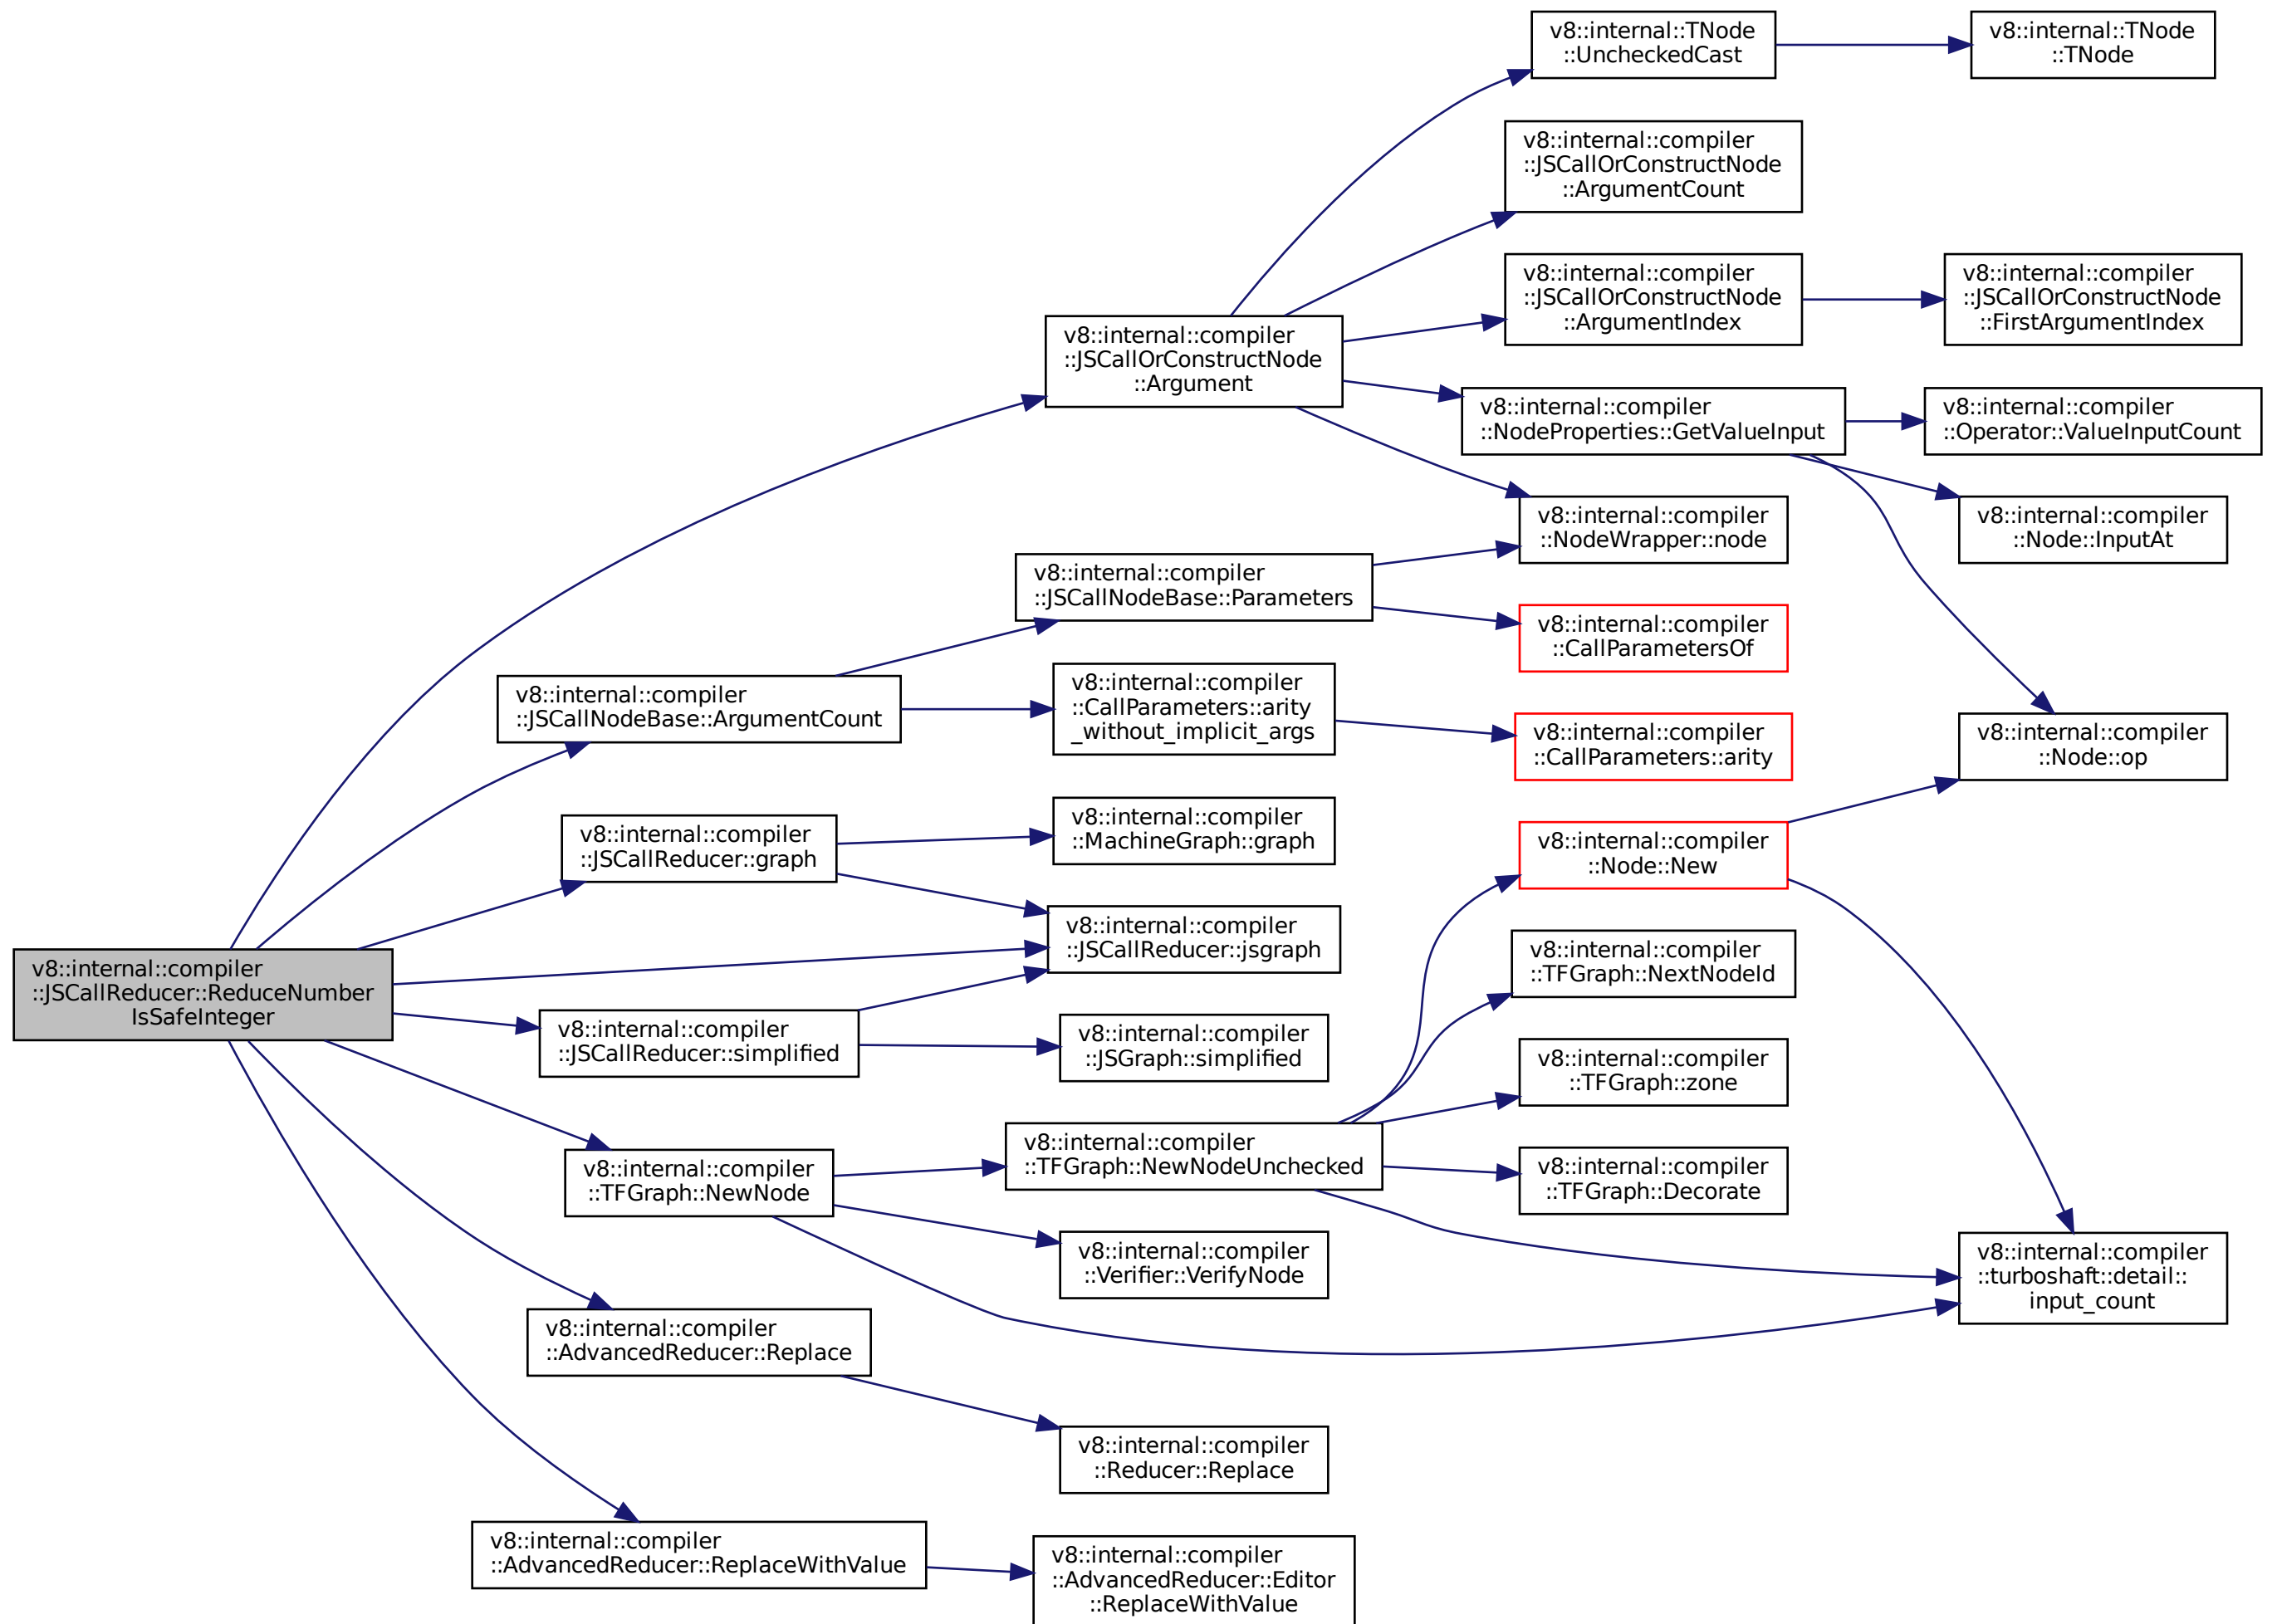 v8::internal::TNode
::UncheckedCast
v8::internal::TNode
::TNode
v8::internal::compiler
::JSCallOrConstructNode
::ArgumentCount
v8::internal::compiler
::JSCallOrConstructNode
::ArgumentIndex
v8::internal::compiler
::JSCallOrConstructNode
::FirstArgumentIndex
v8::internal::compiler
::JSCallOrConstructNode
::Argument
v8::internal::compiler
::NodeProperties::GetValueInput
v8::internal::compiler
::Operator::ValueInputCount
v8::internal::compiler
::NodeWrapper::node
v8::internal::compiler
::Node::InputAt
v8::internal::compiler
::JSCallNodeBase::Parameters
v8::internal::compiler
::CallParametersOf
v8::internal::compiler
::JSCallNodeBase::ArgumentCount
v8::internal::compiler
::CallParameters::arity
_without_implicit_args
v8::internal::compiler
::CallParameters::arity
v8::internal::compiler
::Node::op
v8::internal::compiler
::JSCallReducer::graph
v8::internal::compiler
::MachineGraph::graph
v8::internal::compiler
::Node::New
v8::internal::compiler
::JSCallReducer::jsgraph
v8::internal::compiler
::TFGraph::NextNodeId
v8::internal::compiler
::JSCallReducer::ReduceNumber
IsSafeInteger
v8::internal::compiler
::JSCallReducer::simplified
v8::internal::compiler
::JSGraph::simplified
v8::internal::compiler
::TFGraph::zone
v8::internal::compiler
::TFGraph::NewNode
v8::internal::compiler
::TFGraph::NewNodeUnchecked
v8::internal::compiler
::TFGraph::Decorate
v8::internal::compiler
::Verifier::VerifyNode
v8::internal::compiler
::turboshaft::detail::
input_count
v8::internal::compiler
::AdvancedReducer::Replace
v8::internal::compiler
::Reducer::Replace
v8::internal::compiler
::AdvancedReducer::ReplaceWithValue
v8::internal::compiler
::AdvancedReducer::Editor
::ReplaceWithValue